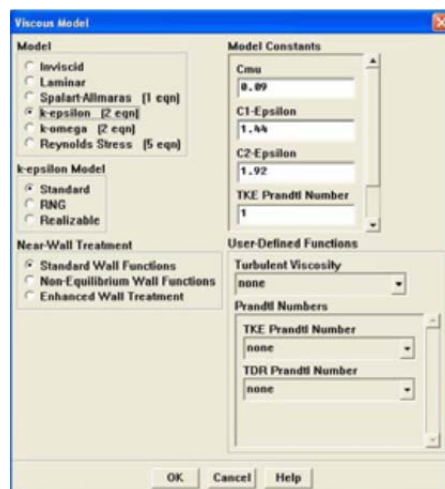 Viscous Model
Model
Inviscid
Laminar
Spalart-Allmaras (1 eqn)
k-epsilon (2 eqn)
k-omega (2 eqn)
Reynolds Stress (5 eqn)
k-epsilon Model
Standard
RNG
Realizable
Near-Wall Treatment
Standard Wall Functions
Non-Equilibrium Wall Functions
Enhanced Wall Treatment
Model Constants
Cmu
0.09
C1-Epsilon
1.44
C2-Epsilon
1.92
TKE Prandtl Number
1
User-Defined Functions
Turbulent Viscosity
none
Prandtl Numbers
TKE Prandtl Number
none
TDR Prandtl Number
none
OK Cancel Help